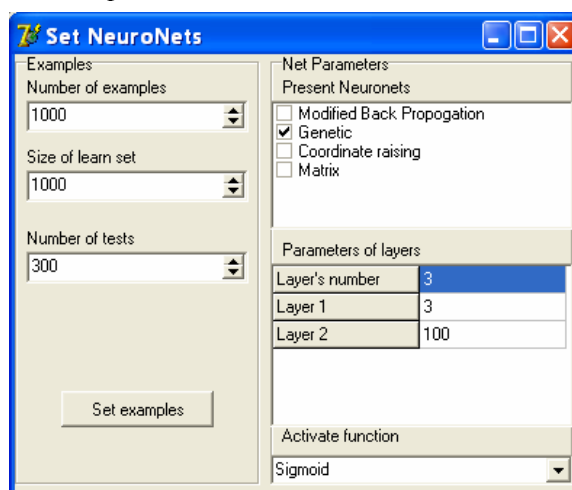 Set NeuroNets
Examples
Number of examples
1000
Size of learn set
1000
Number of tests
300
Set examples
Net Parameters
Present Neuronets
Modified Back Propogation
Genetic
Coordinate raising
Matrix
Parameters of layers
Layer's number 3
Layer 1 3
Layer 2 100
Activate function
Sigmoid